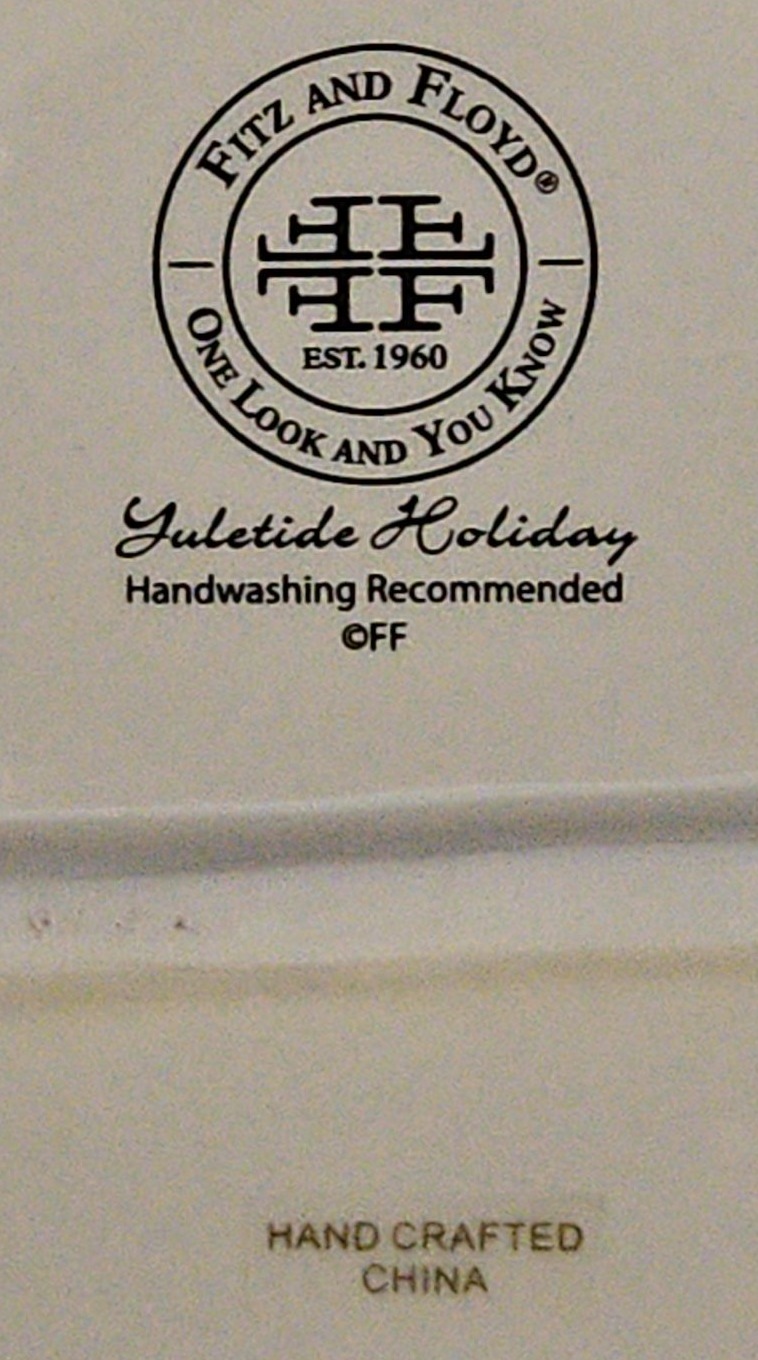 FITZ AND FLOYD®
EST. 1960
ONE LOOK AND YOU KNOW
Yuletide Holiday
Handwashing Recommended
©FF
HAND CRAFTED
CHINA